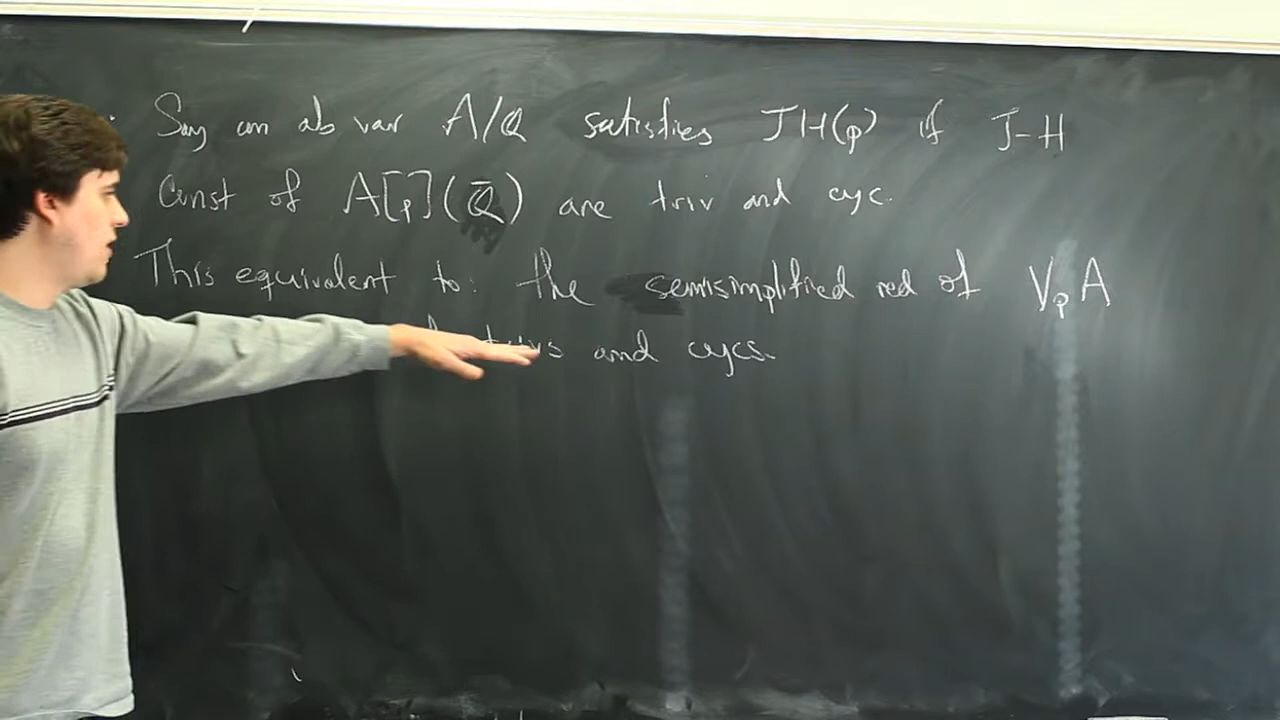 Say an ab var A/Q satisfies JH(p) if J-H
Const of A[p](Q̄) are triv and cyc.
This equivalent to: the semisimplified red of VₚA
and cycs.